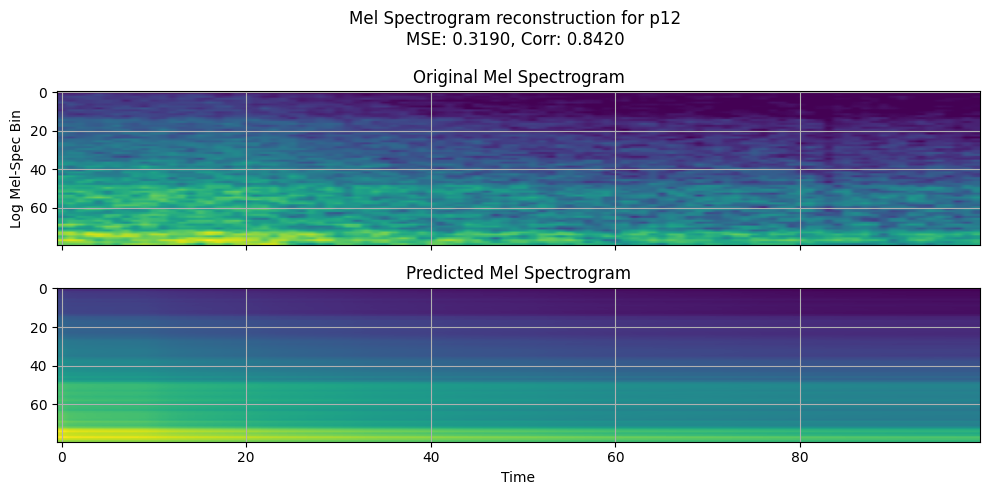 Mel Spectrogram reconstruction for p12
MSE: 0.3190, Corr: 0.8420
Original Mel Spectrogram
0
20
40
60
Log Mel-Spec Bin
Predicted Mel Spectrogram
0
20
40
60
0 20 40 60 80
Time